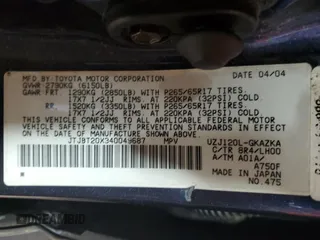 MFD. BY TOYOTA MOTOR CORPORATION DATE 04/04
GVWR:2790KG (6150LB)
GAWR:FRT 1290KG (2850LB) WITH P265/65R17 TIRES.
17X7 1/2JJ RIMS. AT 220KPA (32PSI) COLD
RR 1520KG (3350LB) WITH P265/65R17 TIRES.
17X7 1/2JJ RIMS. AT 220KPA (32PSI) COLD
THIS VEHICLE CONFORMS TO ALL APPLICABLE FEDERAL MOTOR
VEHICLE SAFETY AND THEFT PREVENTION STANDARDS IN EFFECT
ON THE DATE OF MANUFACTURE SHOWN ABOVE.
JTJBT20X340049687 MPV UZJ120L-GKAZKA
C/TR 8R4/LH00
A/TM A01A/
A750F
MADE IN JAPAN
NO.475